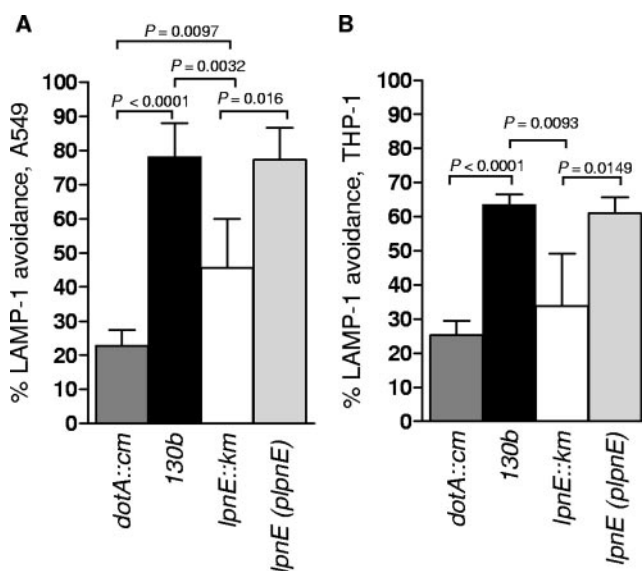 A
P = 0.0097
P = 0.0032
P < 0.0001
P = 0.016
% LAMP-1 avoidance, A549
100
90
80
70
60
50
40
30
20
10
0
dotA::cm
130b
lpnE::km
lpnE (plpnE)
B
P = 0.0093
P < 0.0001
P = 0.0149
% LAMP-1 avoidance, THP-1
100
90
80
70
60
50
40
30
20
10
0
dotA::cm
130b
lpnE::km
lpnE (plpnE)